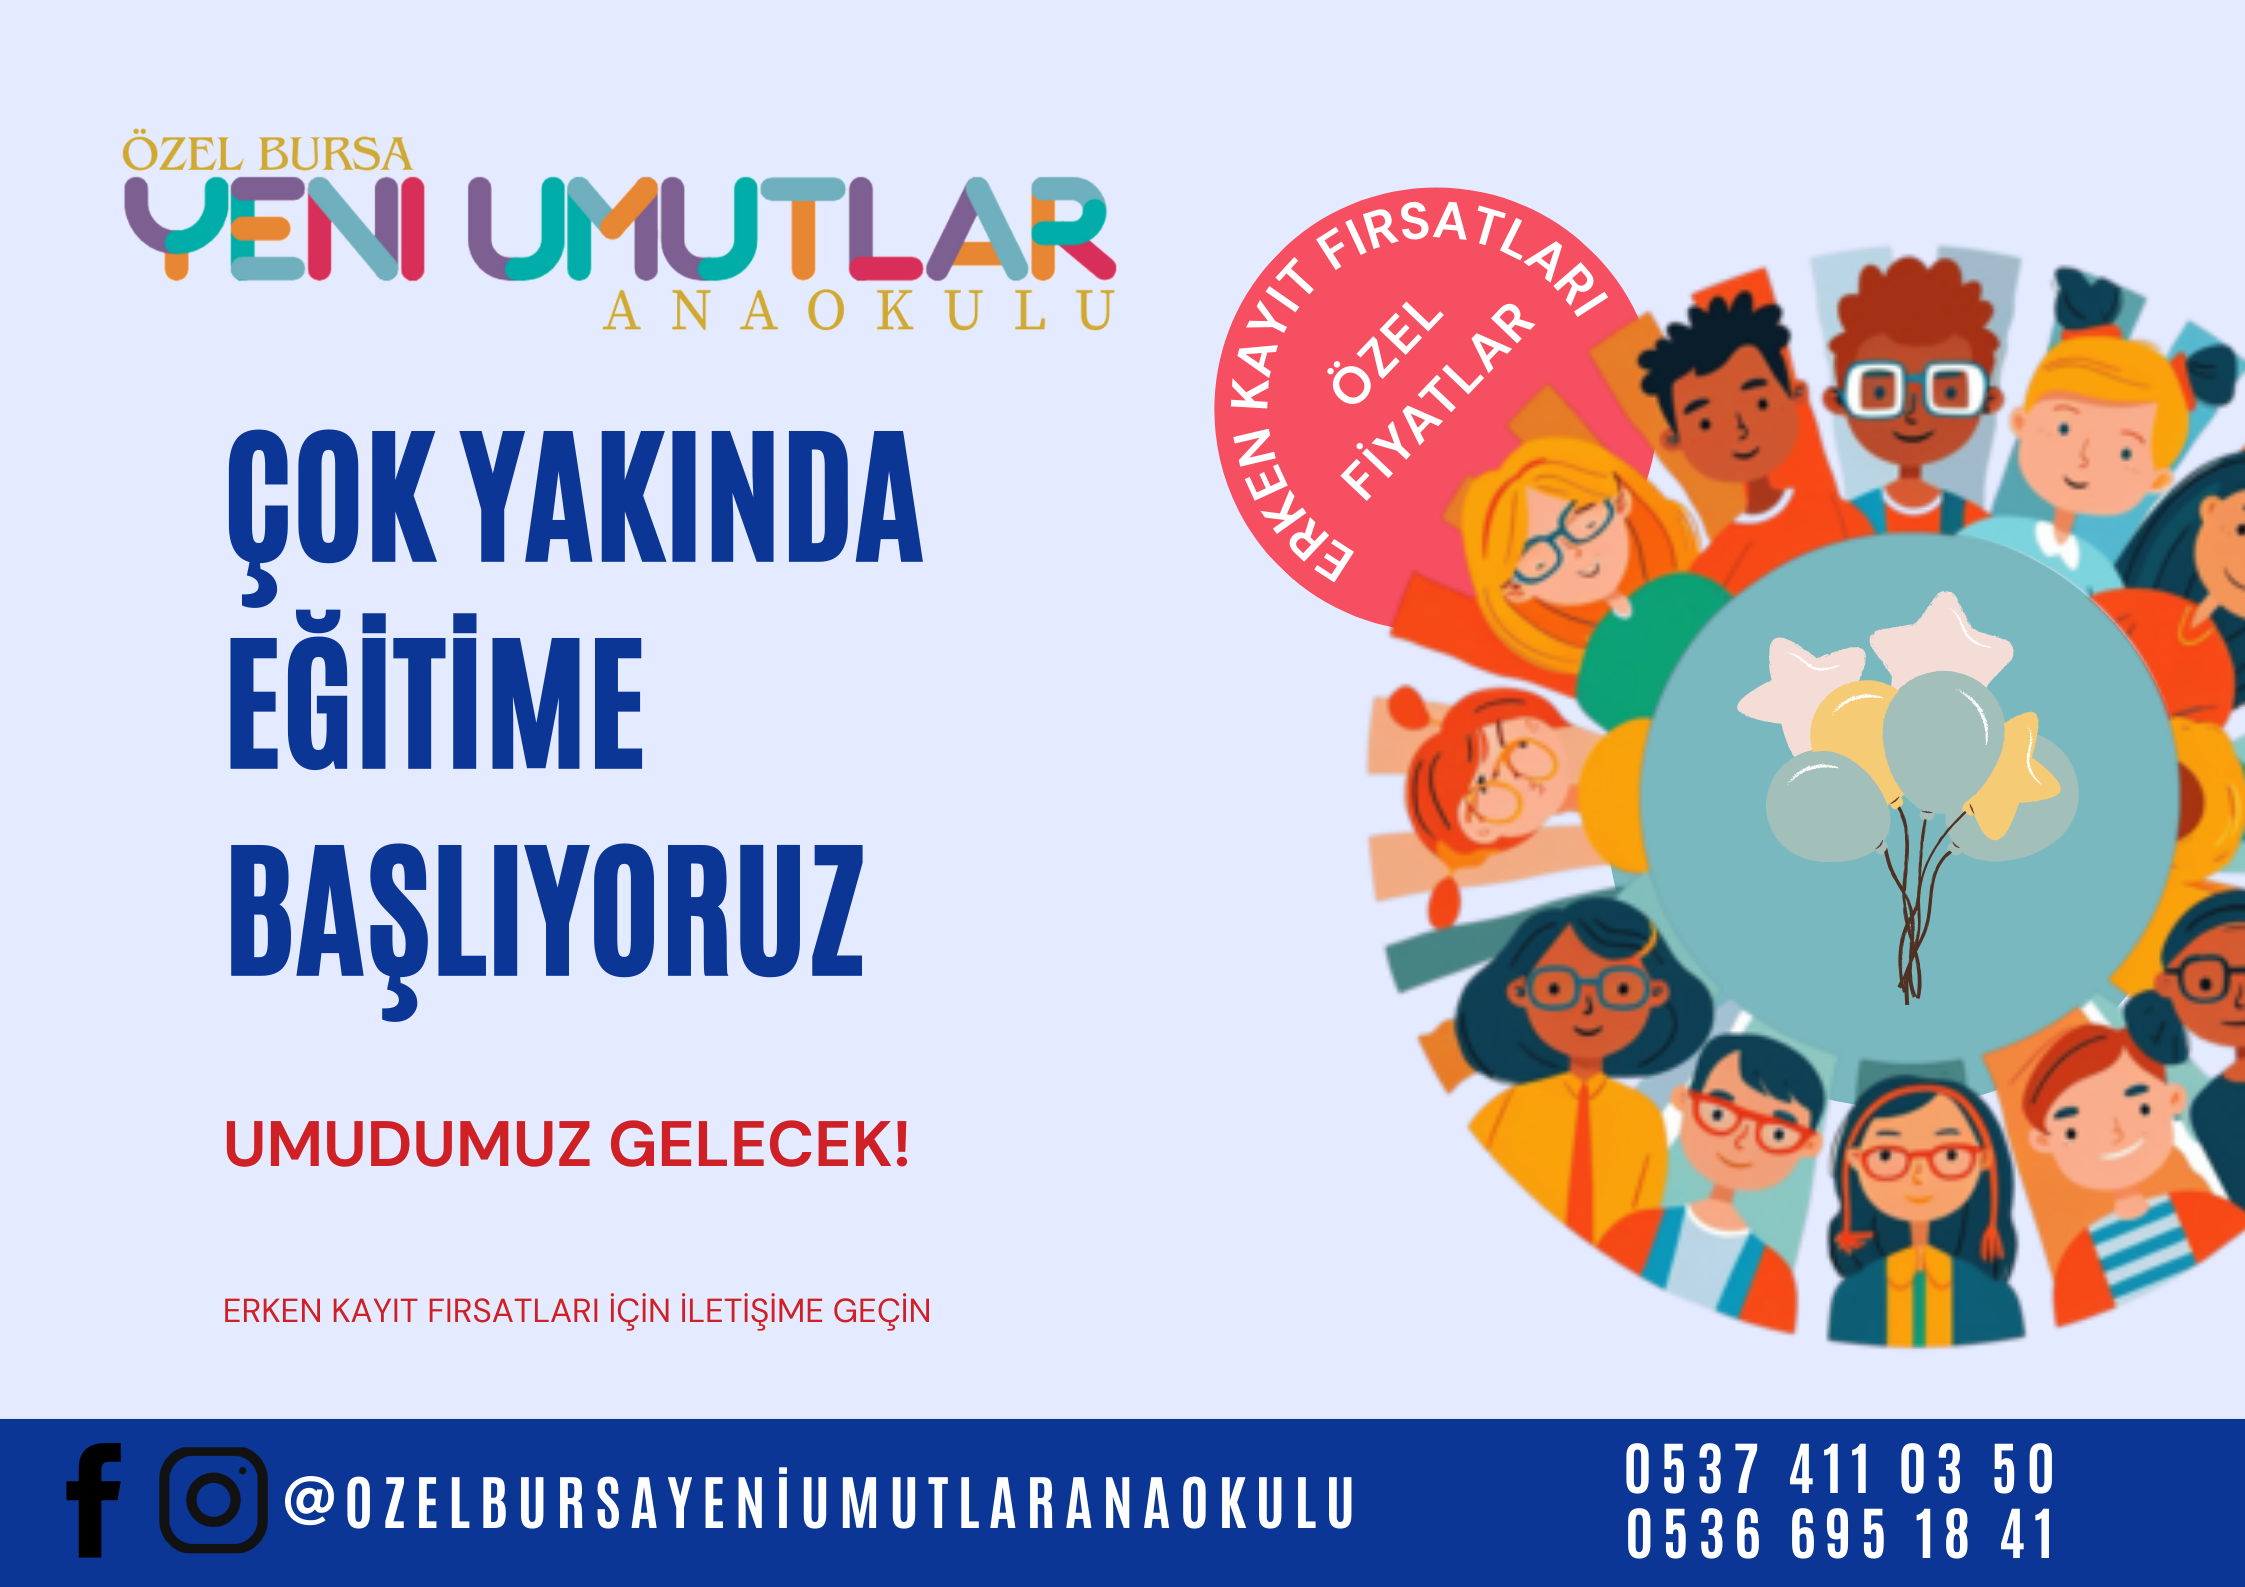 ÖZEL BURSA
YENI UMUTLAR
ANAOKULU
ERKEN KAYIT FIRSATLARI
ÖZEL
FİYATLAR
ÇOK YAKINDA
EĞİTİME
BAŞLIYORUZ
UMUDUMUZ GELECEK!
ERKEN KAYIT FIRSATLARI İÇİN İLETİŞİME GEÇİN
@OZELBURSAYENİUMUTLARANAOKULU
0537 411 03 50
0536 695 18 41